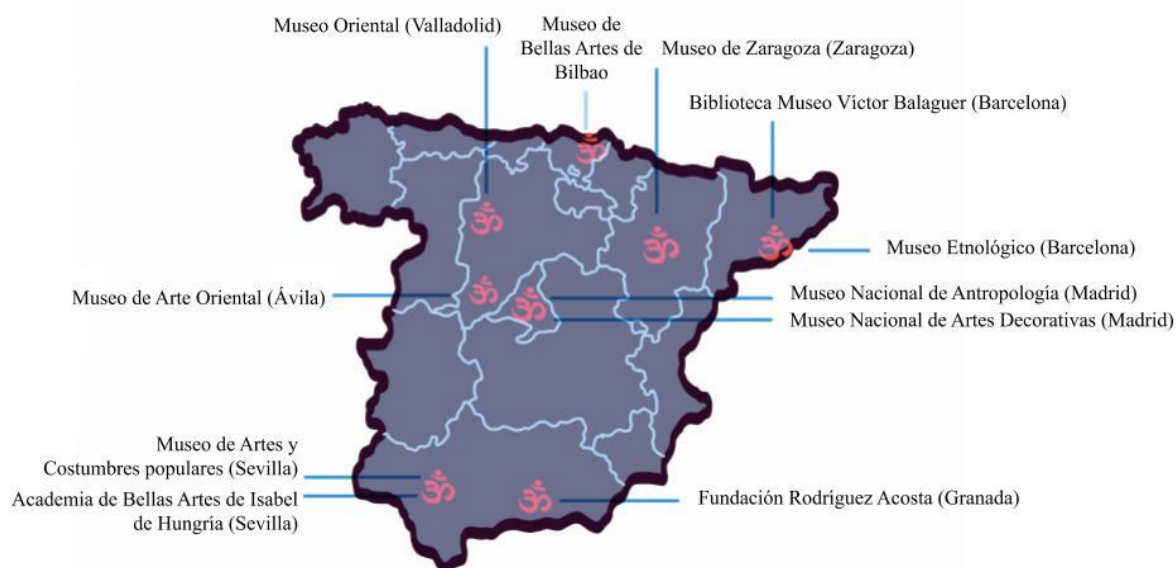 Museo Oriental (Valladolid)
Museo de
Bellas Artes de
Bilbao
Museo de Zaragoza (Zaragoza)
Biblioteca Museo Víctor Balaguer (Barcelona)
Museo Etnológico (Barcelona)
Museo de Arte Oriental (Ávila)
Museo Nacional de Antropología (Madrid)
Museo Nacional de Artes Decorativas (Madrid)
Museo de Artes y
Costumbres populares (Sevilla)
Academia de Bellas Artes de Isabel
de Hungría (Sevilla)
Fundación Rodríguez Acosta (Granada)
ॐ
ॐ
ॐ
ॐ
ॐ
ॐ
ॐ
ॐ